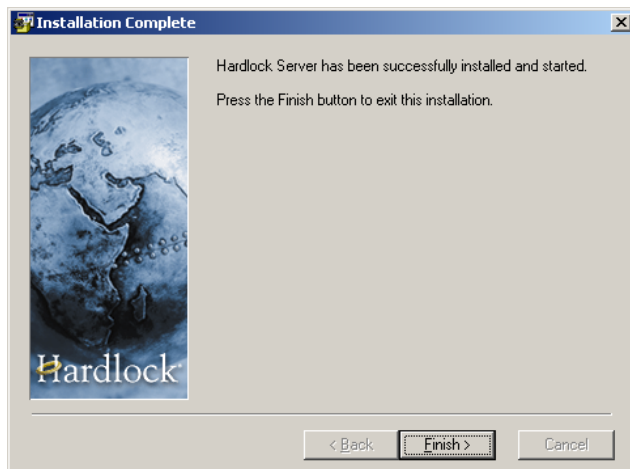 Installation Complete
Hardlock Server has been successfully installed and started.
Press the Finish button to exit this installation.
Hardlock
< Back
Finish >
Cancel